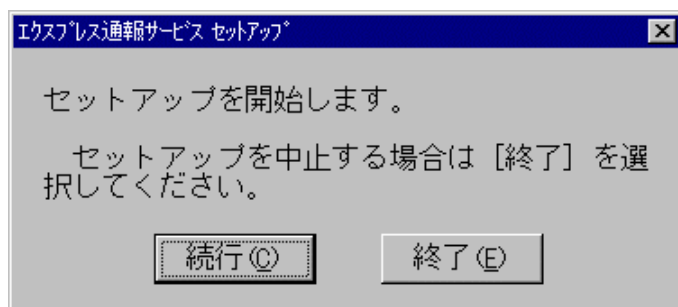 ｴｸｽﾌﾟﾚｽ通報ｻｰﾋﾞｽ ｾｯﾄｱｯﾌﾟ
セットアップを開始します。
セットアップを中止する場合は［終了］を選
択してください。
続行(C) 終了(E)